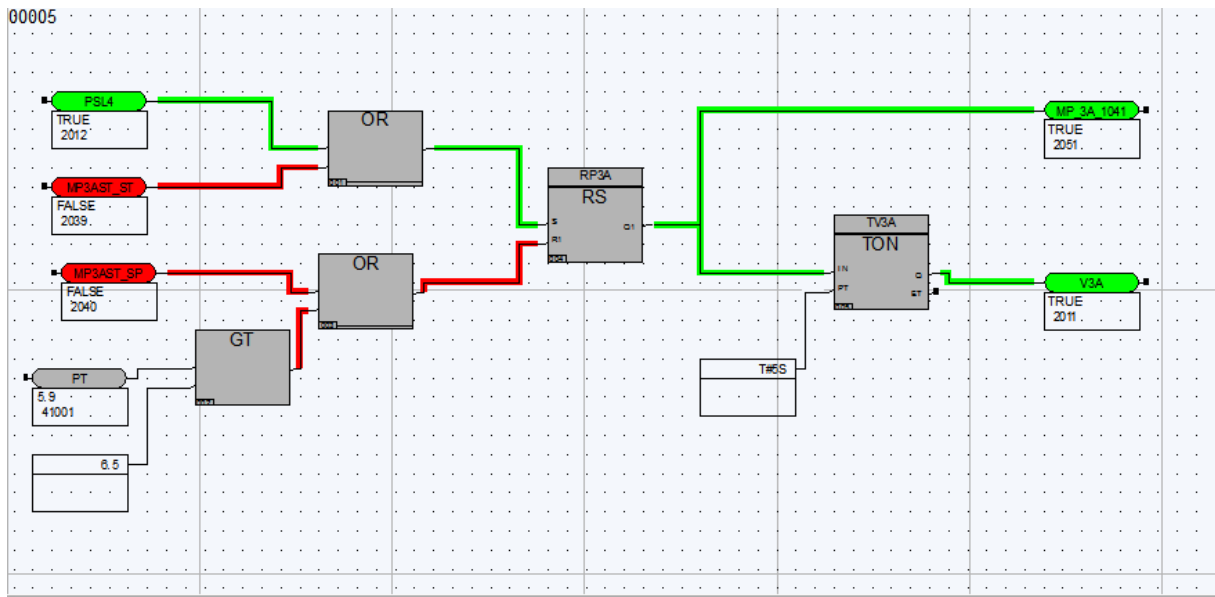 00005
PSL4
TRUE
2012
OR
MP3AST_ST
FALSE
2039
RP3A
RS
S
R1
Q1
MP_3A_1041
TRUE
2051
MP3AST_SP
FALSE
2040
OR
TV3A
TON
IN
PT
Q
ET
V3A
TRUE
2011
GT
PT
5.9
41001
T#5S
6.5